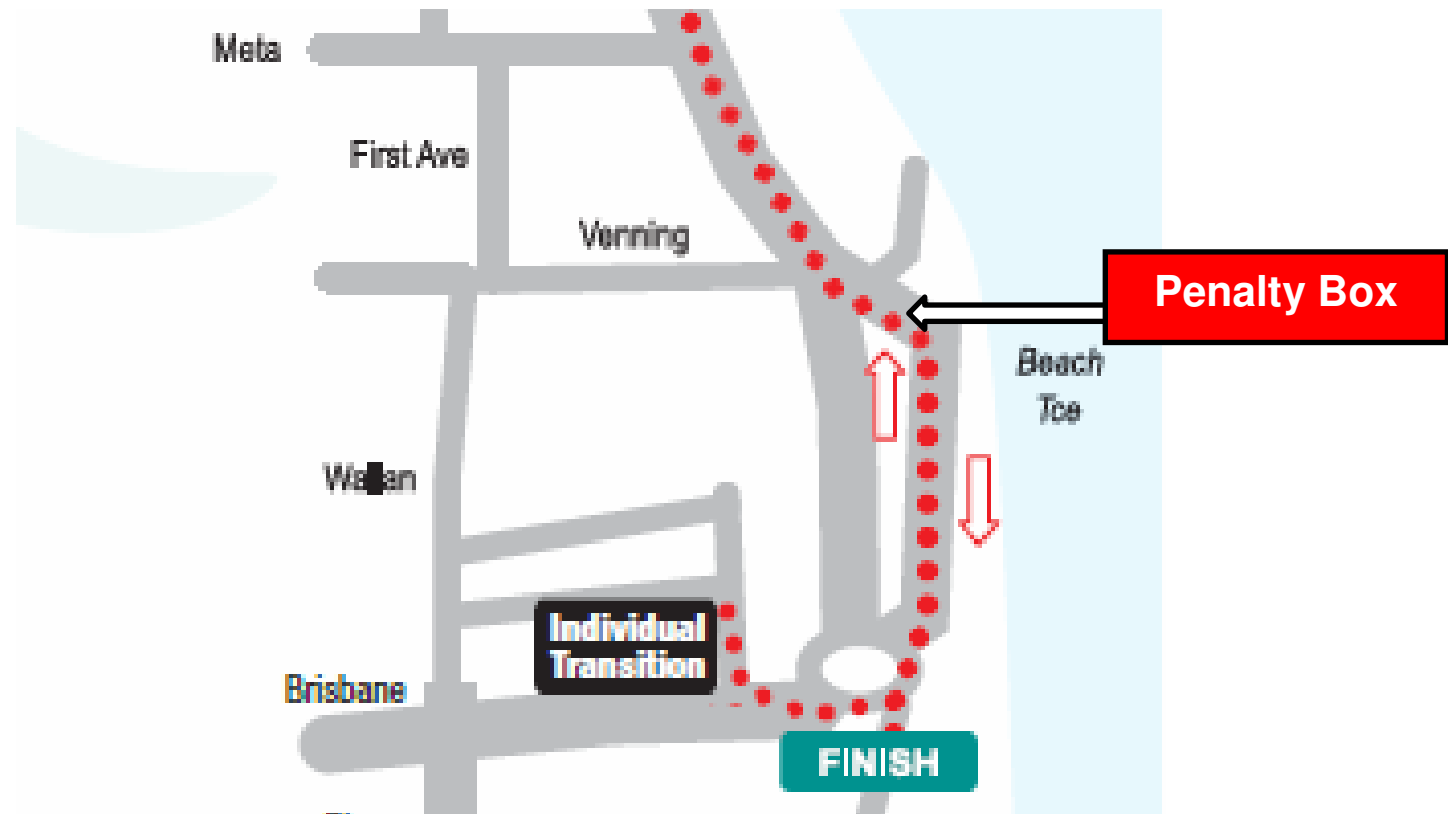 Meta
First Ave
Venning
Penalty Box
Beach
Tce
Individual
Transition
Brisbane
FINISH